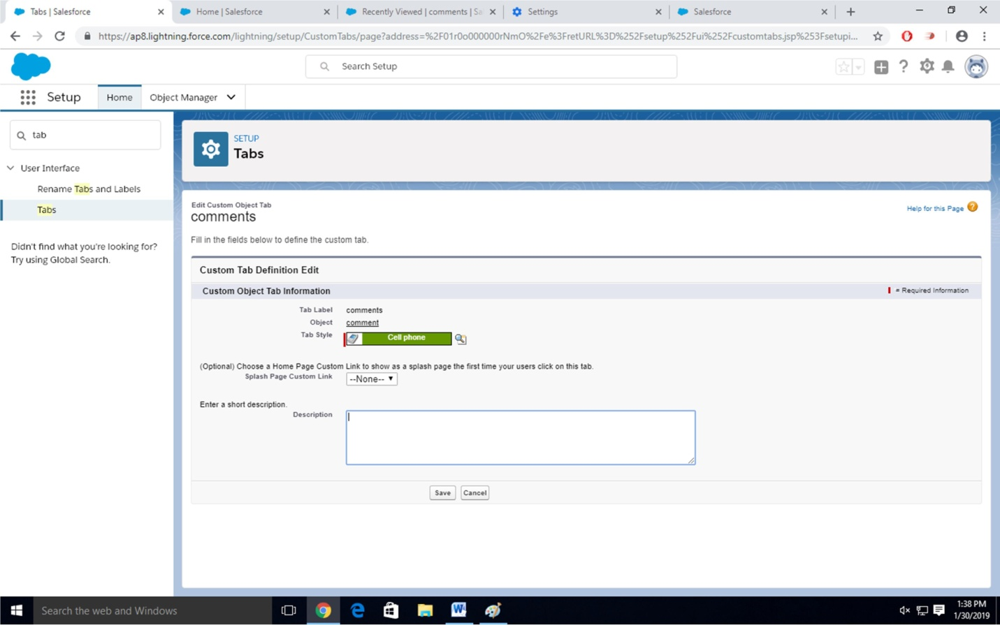 Tabs | Salesforce
Home | Salesforce
Recently Viewed | comments | Sa
Settings
Salesforce
https://ap8.lightning.force.com/lightning/setup/CustomTabs/page?address=%2F01r0o000000rNmO%2Fe%3FretURL%3D%252Fsetup%252Fui%252Fcustomtabs.jsp%253Fsetupi...
Search Setup
Setup
Home
Object Manager
tab
User Interface
Rename Tabs and Labels
Tabs
Didn't find what you're looking for?
Try using Global Search.
SETUP
Tabs
Edit Custom Object Tab
comments
Help for this Page
Fill in the fields below to define the custom tab.
Custom Tab Definition Edit
Custom Object Tab Information
= Required Information
Tab Label comments
Object comment
Tab Style Cell phone
(Optional) Choose a Home Page Custom Link to show as a splash page the first time your users click on this tab.
Splash Page Custom Link --None--
Enter a short description.
Description
Save Cancel
Search the web and Windows
1:38 PM
1/30/2019